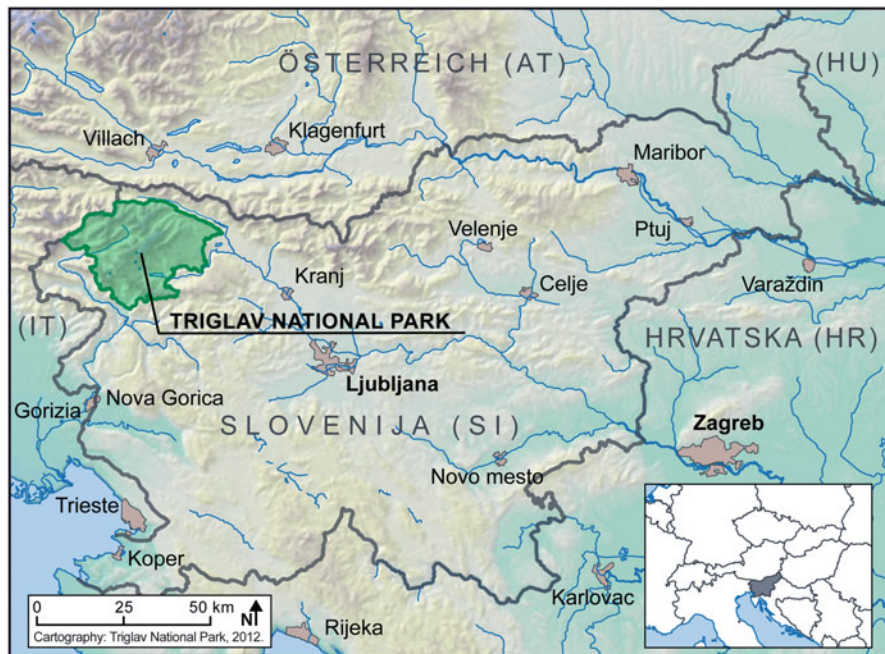 ÖSTERREICH (AT)
(HU)
Villach
Klagenfurt
Maribor
Velenje
Ptuj
Kranj
Celje
Varaždin
TRIGLAV NATIONAL PARK
(IT)
HRVATSKA (HR)
Ljubljana
Nova Gorica
Gorizia
SLOVENIJA (SI)
Zagreb
Novo mesto
Trieste
Koper
Karlovac
0 25 50 km
N
Cartography: Triglav National Park, 2012.
Rijeka